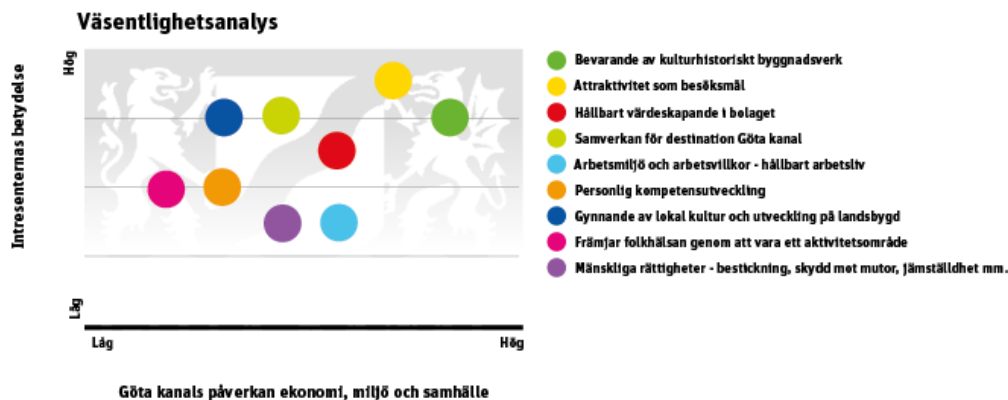 Väsentlighetsanalys
Hög
Intresenternas betydelse
Låg
Låg
Hög
Göta kanals påverkan ekonomi, miljö och samhälle
Bevarande av kulturhistoriskt byggnadsverk
Attraktivitet som besöksmål
Hållbart värdeskapande i bolaget
Samverkan för destination Göta kanal
Arbetsmiljö och arbetsvillkor - hållbart arbetsliv
Personlig kompetensutveckling
Gynnande av lokal kultur och utveckling på landsbygd
Främjar folkhälsan genom att vara ett aktivitetsområde
Mänskliga rättigheter - bestickning, skydd mot mutor, jämställdhet mm.